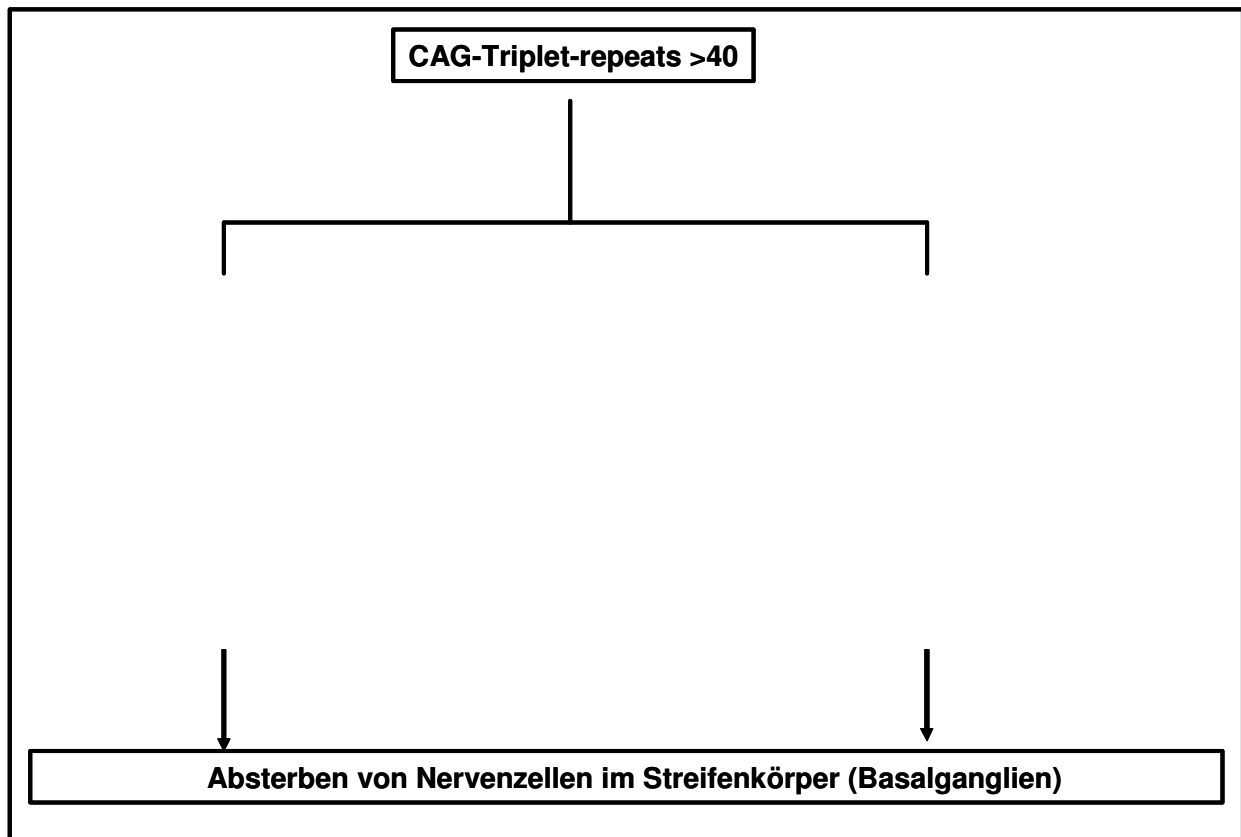 CAG-Triplet-repeats >40
Absterben von Nervenzellen im Streifenkörper (Basalganglien)